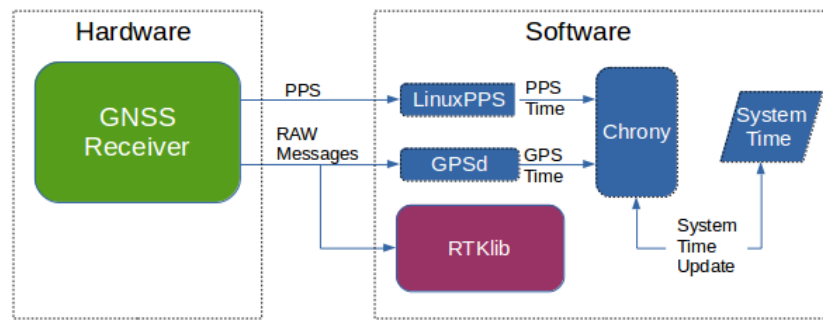 Hardware
Software
GNSS
Receiver
PPS
RAW
Messages
LinuxPPS
GPSd
RTKlib
PPS
Time
GPS
Time
Chrony
System
Time
System
Time
Update